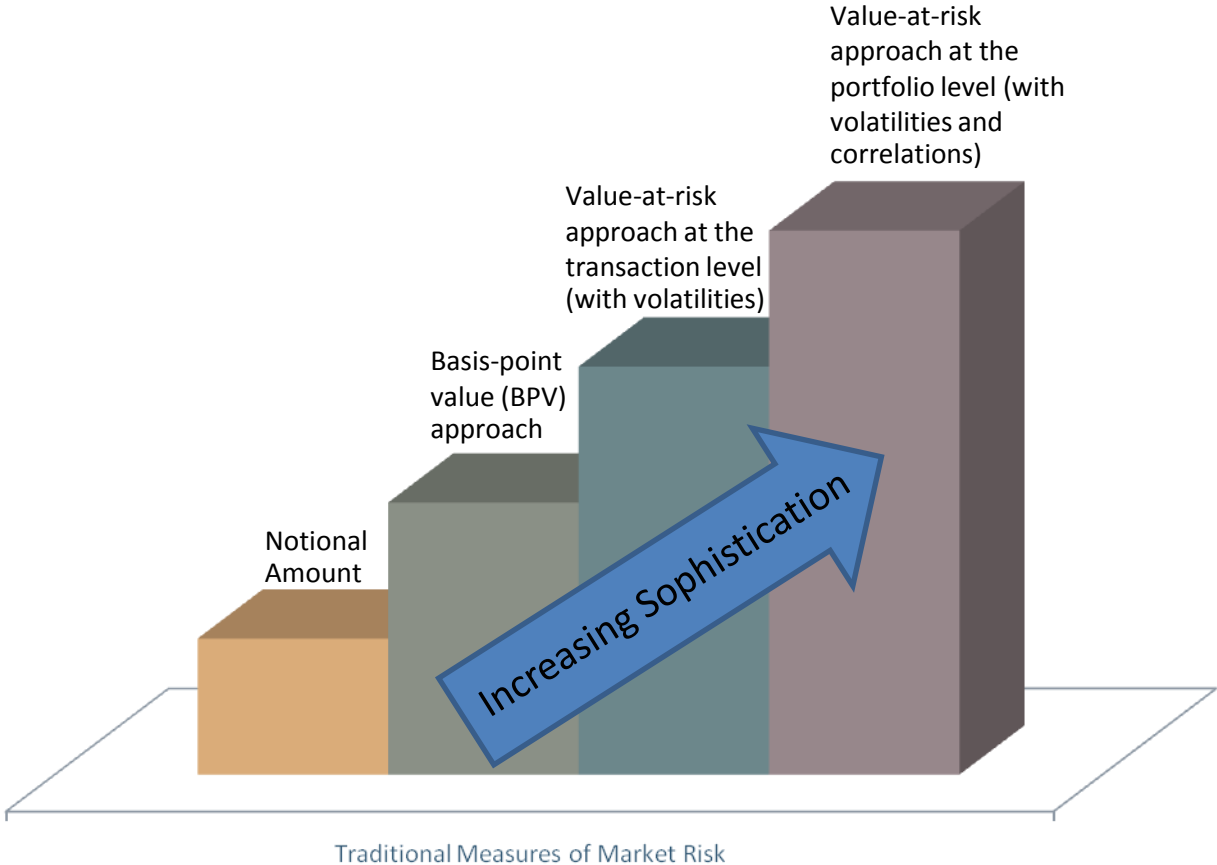 Value-at-risk
approach at the
portfolio level (with
volatilities and
correlations)
Value-at-risk
approach at the
transaction level
(with volatilities)
Basis-point
value (BPV)
approach
Notional
Amount
Increasing Sophistication
Traditional Measures of Market Risk